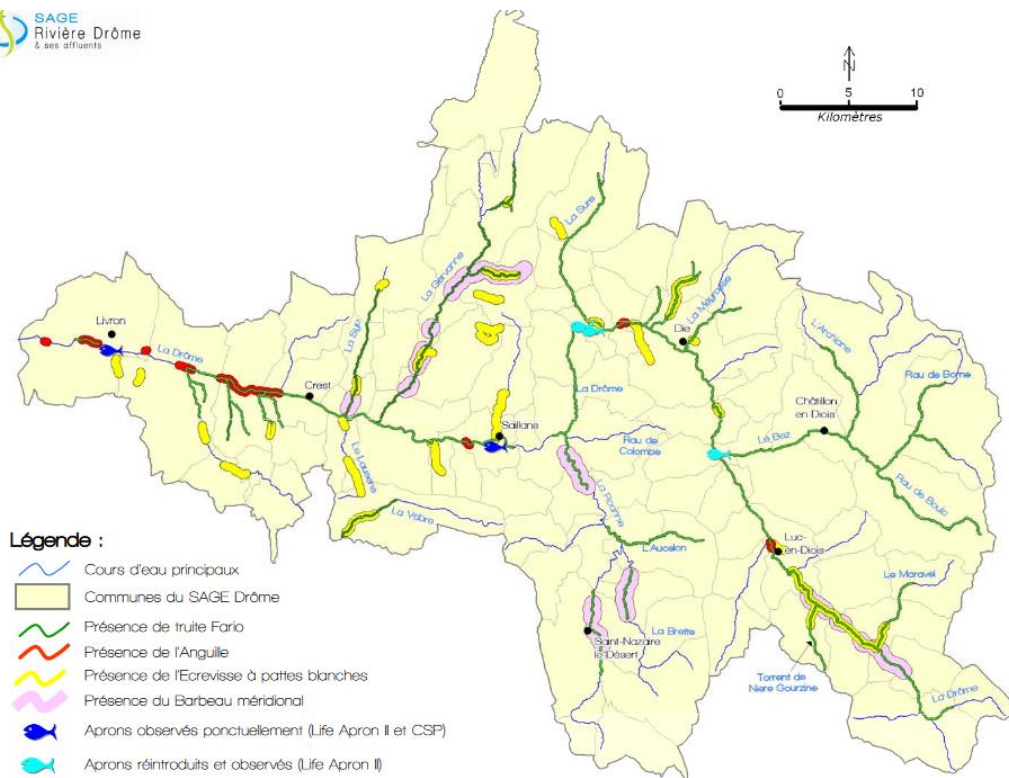 SAGE
Rivière Drôme
& ses affluents
N
0 5 10
Kilomètres
La Sure
La Gervanne
La Meyrosse
Livron
La Drôme
La Sye
Die
L'Archiane
Rau de Borne
Crest
La Drôme
Châtillon
en Diois
Saillans
Rau de
Colombe
Le Bez
Le Lausens
Rau de Boulc
La Roanne
La Vèbre
L'Aucelon
Luc-
en-Diois
Le Maravel
Saint-Nazaire
le Désert
La Brette
Torrent de
Niere Gourzine
La Drôme
Légende :
Cours d'eau principaux
Communes du SAGE Drôme
Présence de truite Fario
Présence de l'Anguille
Présence de l'Ecrevisse à pattes blanches
Présence du Barbeau méridional
Aprons observés ponctuellement (Life Apron II et CSP)
Aprons réintroduits et observés (Life Apron II)